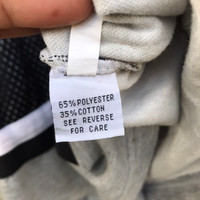 65% POLYESTER
35% COTTON
SEE REVERSE
FOR CARE